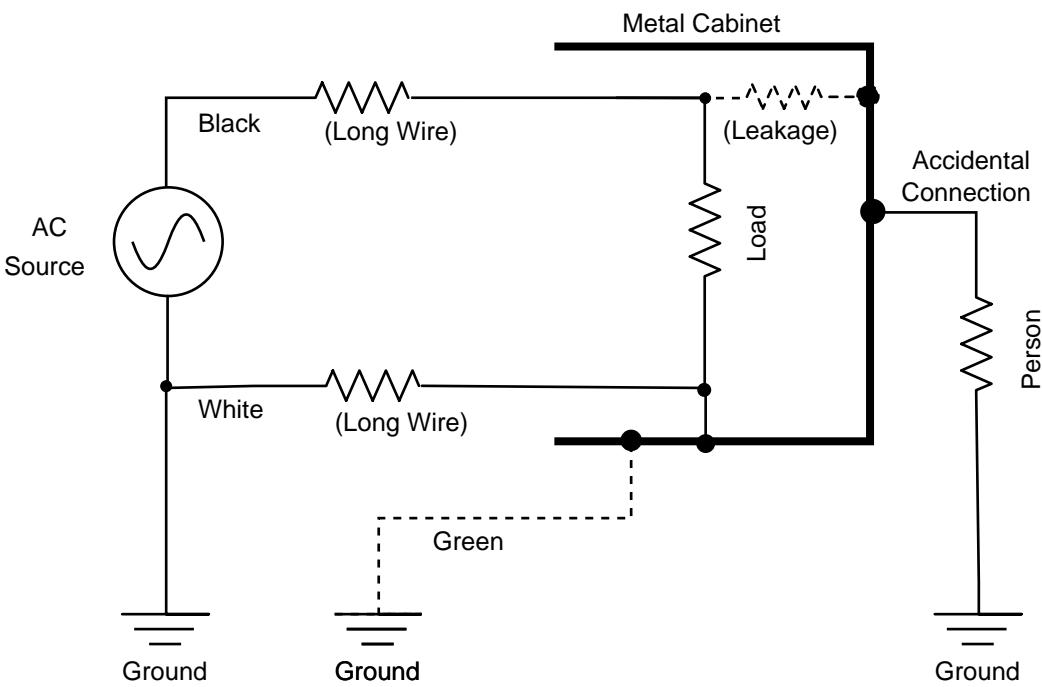 Metal Cabinet
Black
(Long Wire)
(Leakage)
Accidental
Connection
AC
Source
Load
Person
White
(Long Wire)
Green
Ground
Ground
Ground